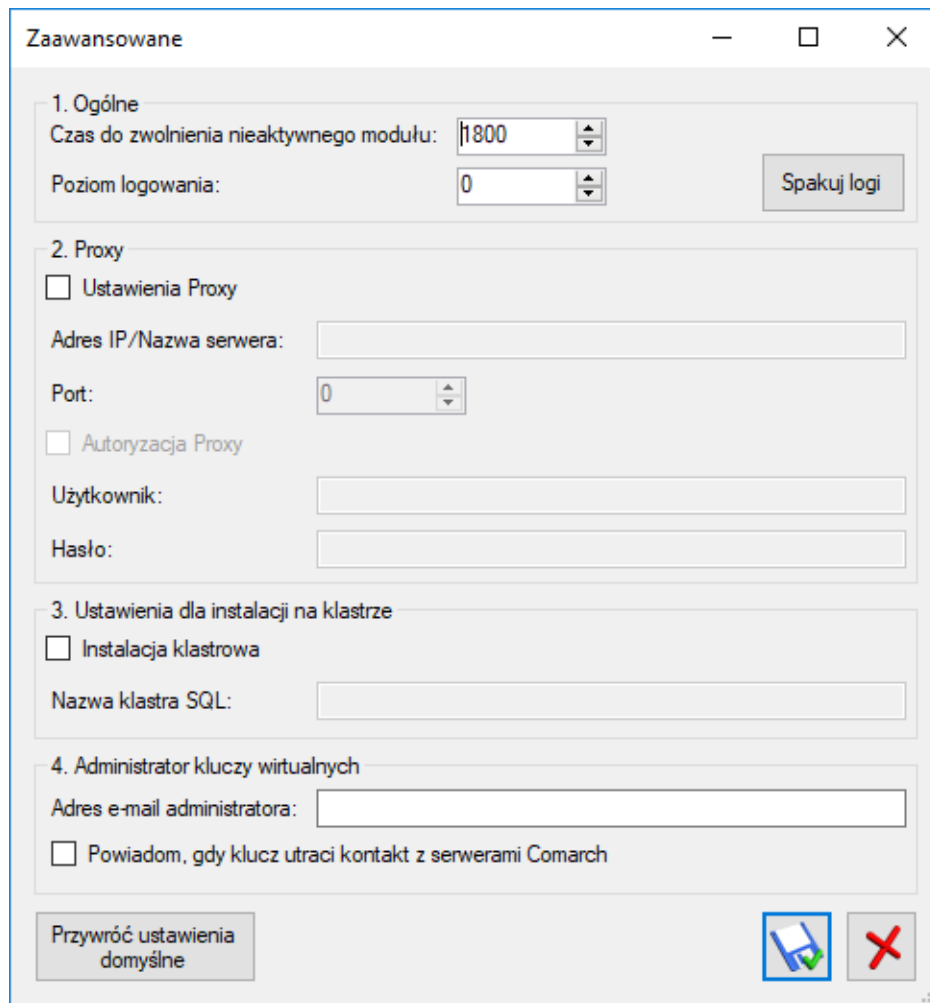 Zaawansowane
1. Ogólne
Czas do zwolnienia nieaktywnego modułu: 1800
Poziom logowania: 0 Spakuj logi
2. Proxy
Ustawienia Proxy
Adres IP/Nazwa serwera:
Port: 0
Autoryzacja Proxy
Użytkownik:
Hasło:
3. Ustawienia dla instalacji na klastrze
Instalacja klastrowa
Nazwa klastra SQL:
4. Administrator kluczy wirtualnych
Adres e-mail administratora:
Powiadom, gdy klucz utraci kontakt z serwerami Comarch
Przywróć ustawienia
domyślne